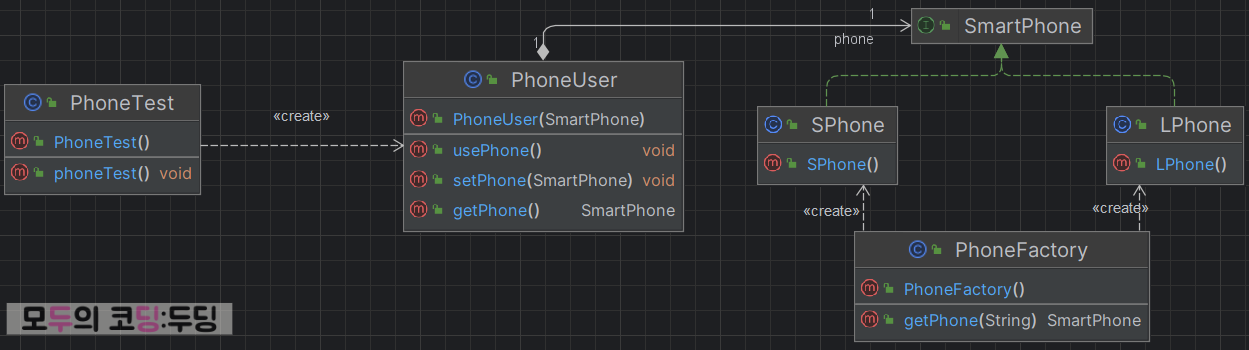 PhoneTest
PhoneTest()
phoneTest() void
«create»
PhoneUser
PhoneUser(SmartPhone)
usePhone() void
setPhone(SmartPhone) void
getPhone() SmartPhone
1
1
phone
SmartPhone
SPhone
SPhone()
LPhone
LPhone()
«create»
«create»
PhoneFactory
PhoneFactory()
getPhone(String) SmartPhone
모두의 코딩:두딩